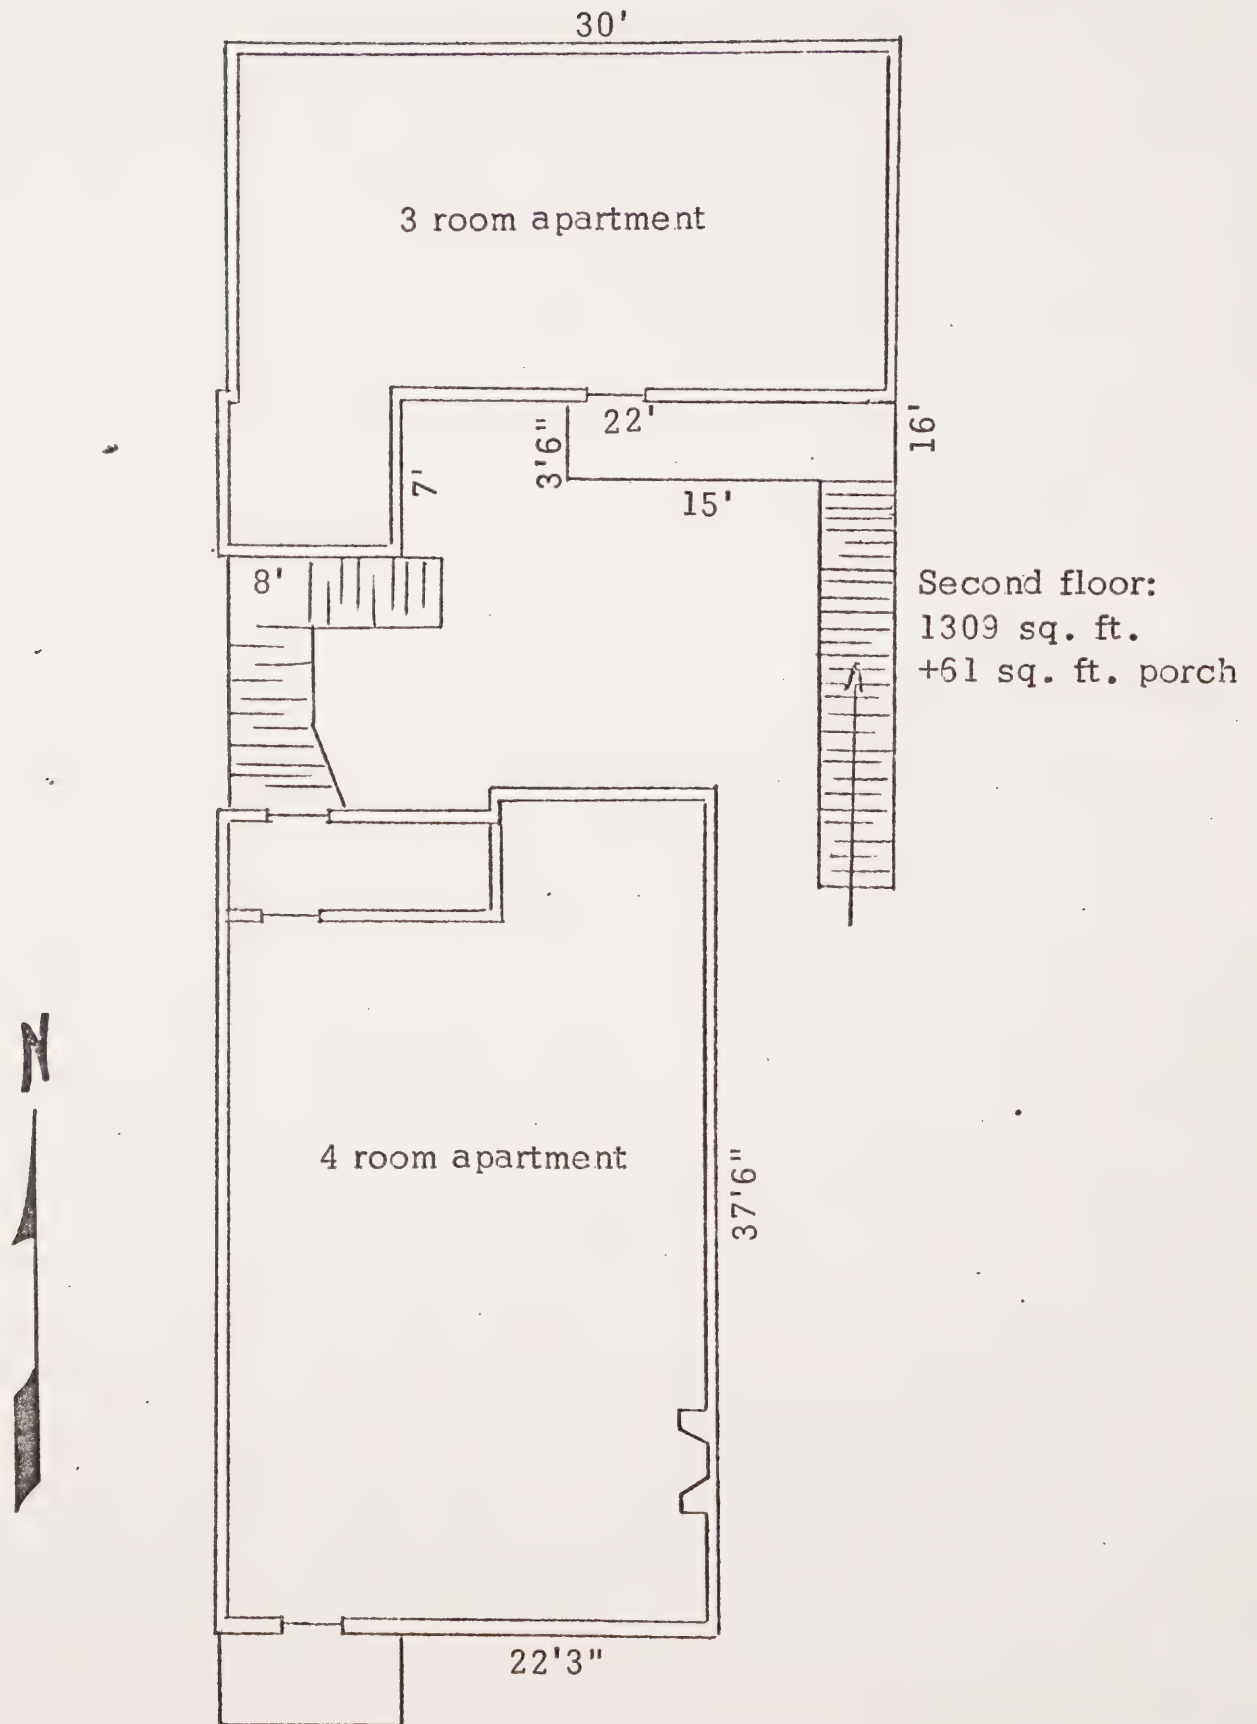 30'
3 room apartment
22'
16'
3'6"
7'
15'
8'
Second floor:
1309 sq. ft.
+61 sq. ft. porch
N
4 room apartment
37'6"
22'3"